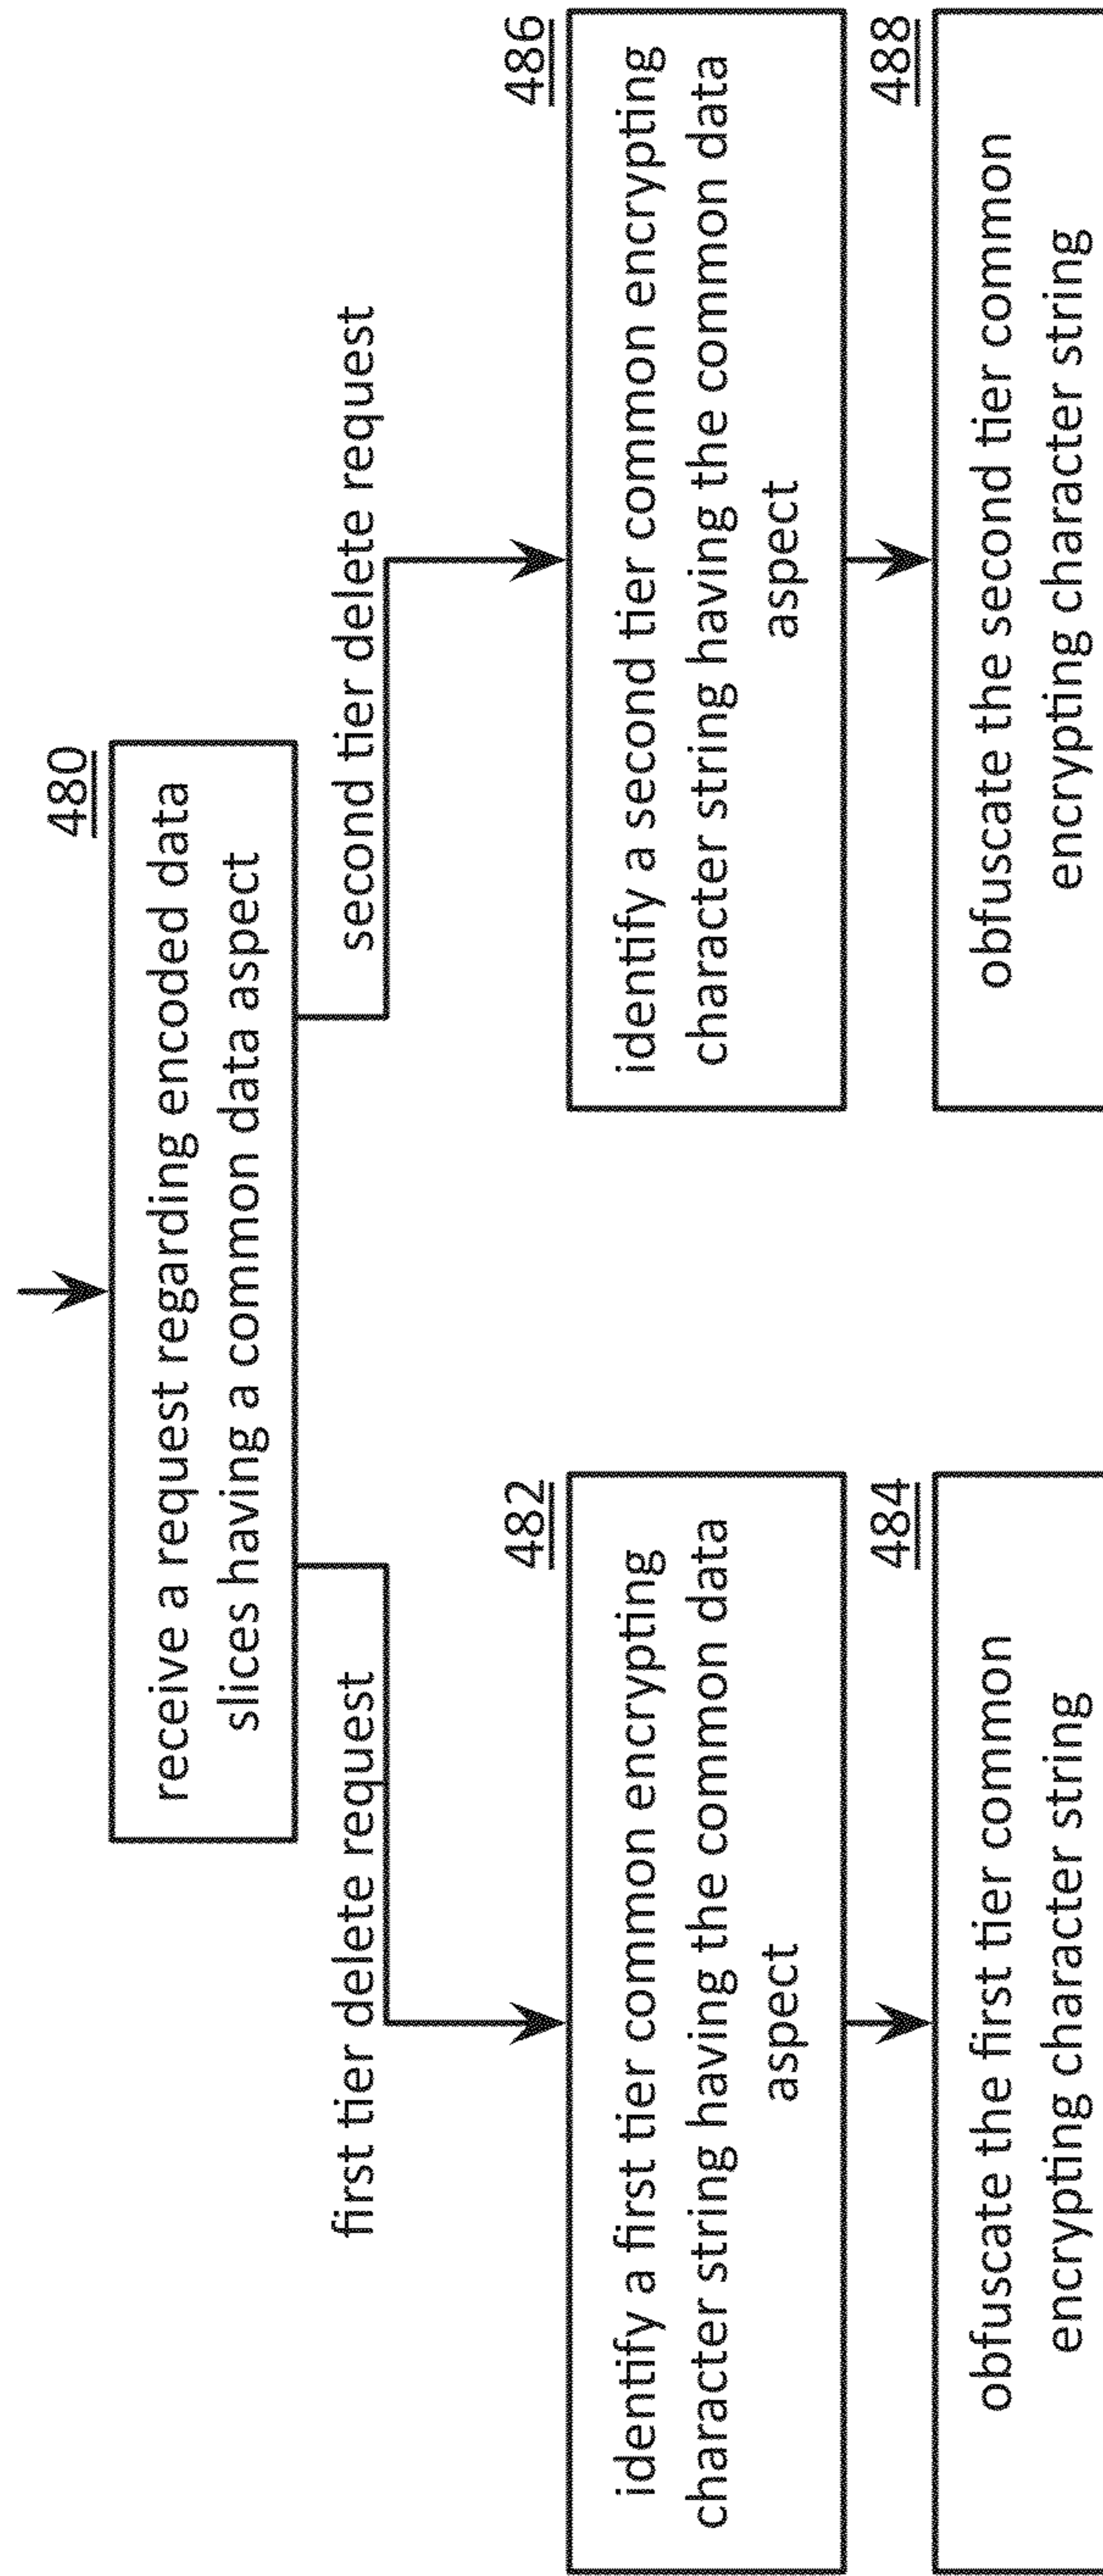 480
receive a request regarding encoded data
slices having a common data aspect
first tier delete request
second tier delete request
482
identify a first tier common encrypting
character string having the common data
aspect
486
identify a second tier common encrypting
character string having the common data
aspect
484
obfuscate the first tier common
encrypting character string
488
obfuscate the second tier common
encrypting character string